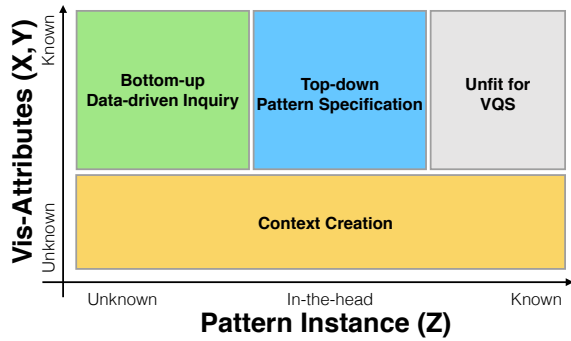 Vis-Attributes (X,Y)
Known
Unknown
Bottom-up
Data-driven Inquiry
Top-down
Pattern Specification
Unfit for
VQS
Context Creation
Unknown
In-the-head
Known
Pattern Instance (Z)